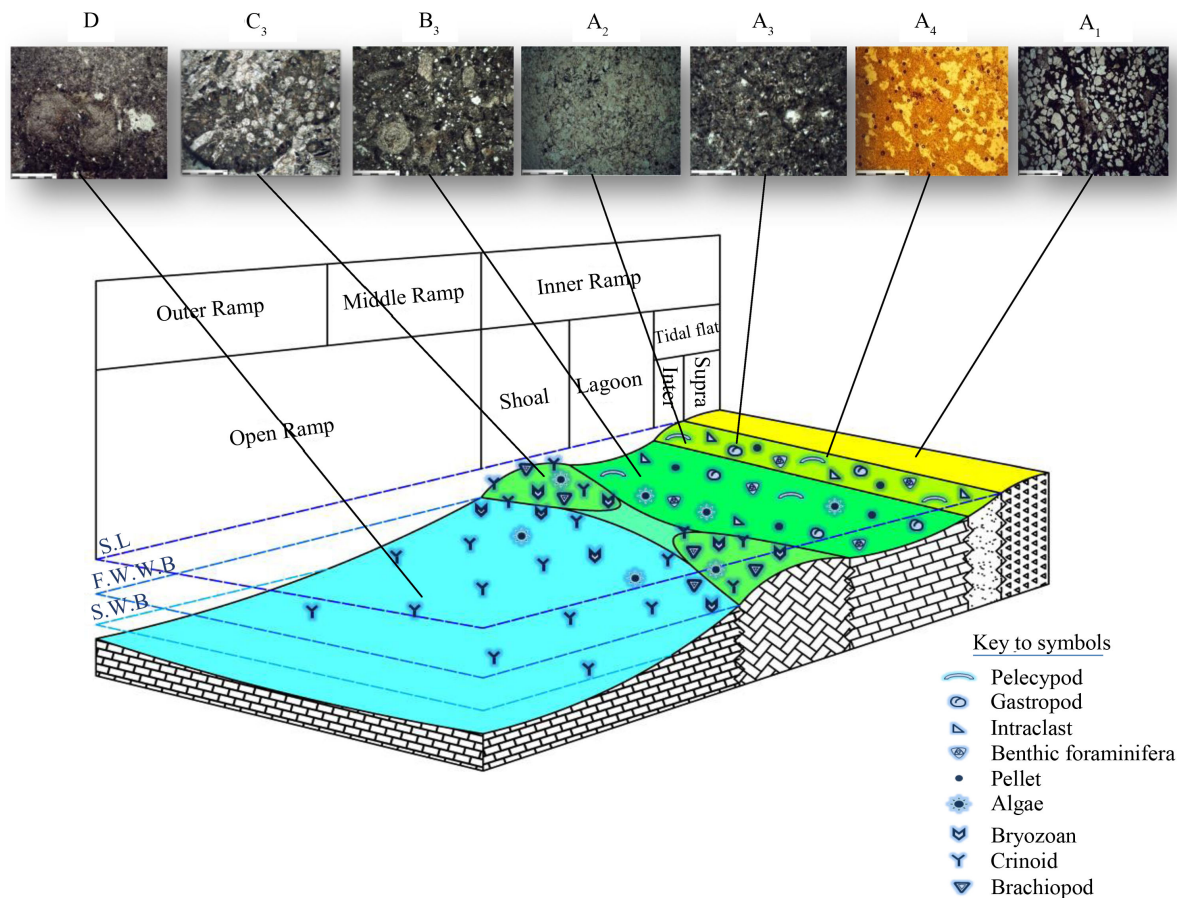 D
C3
B3
A2
A3
A4
A1
Outer Ramp
Middle Ramp
Inner Ramp
Tidal flat
Open Ramp
Shoal
Lagoon
Inter
Supra
S.L
F.W.W.B
S.W.B
Key to symbols
Pelecypod
Gastropod
Intraclast
Benthic foraminifera
Pellet
Algae
Bryozoan
Crinoid
Brachiopod